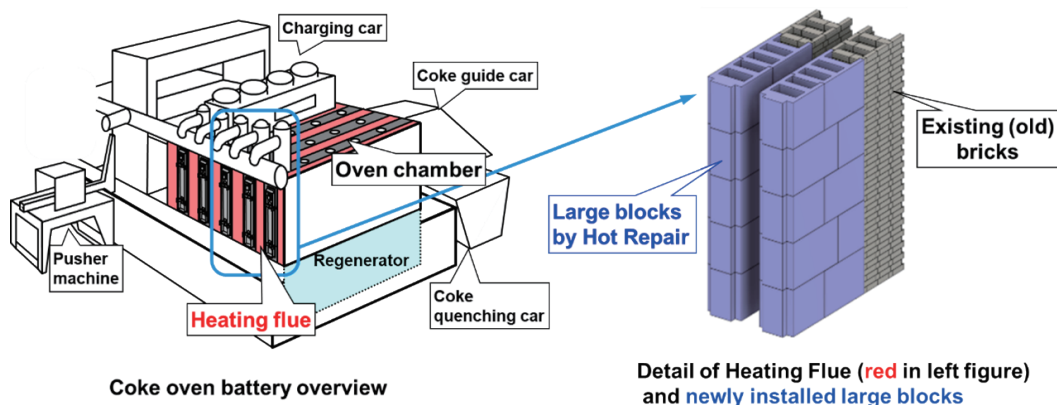 Charging car
Coke guide car
Oven chamber
Pusher
machine
Regenerator
Heating flue
Coke
quenching car
Coke oven battery overview
Existing (old)
bricks
Large blocks
by Hot Repair
Detail of Heating Flue (red in left figure)
and newly installed large blocks